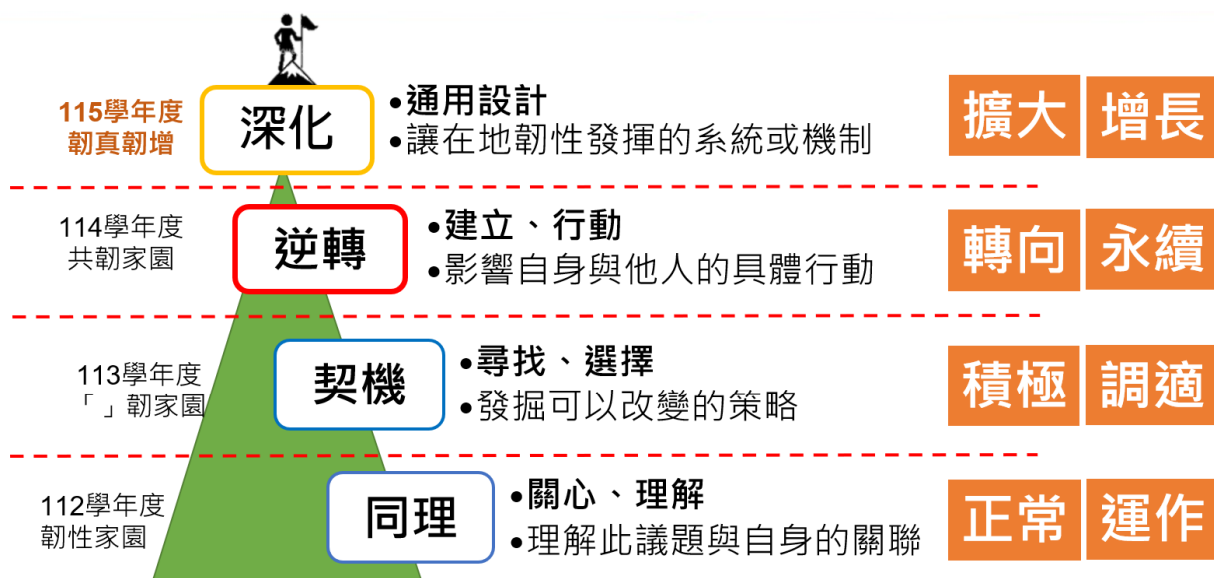 115學年度
韌真韌增
深化
•通用設計
•讓在地韌性發揮的系統或機制
擴大 增長
114學年度
共韌家園
逆轉
•建立、行動
•影響自身與他人的具體行動
轉向 永續
113學年度
「 」韌家園
契機
•尋找、選擇
•發掘可以改變的策略
積極 調適
112學年度
韌性家園
同理
•關心、理解
•理解此議題與自身的關聯
正常 運作